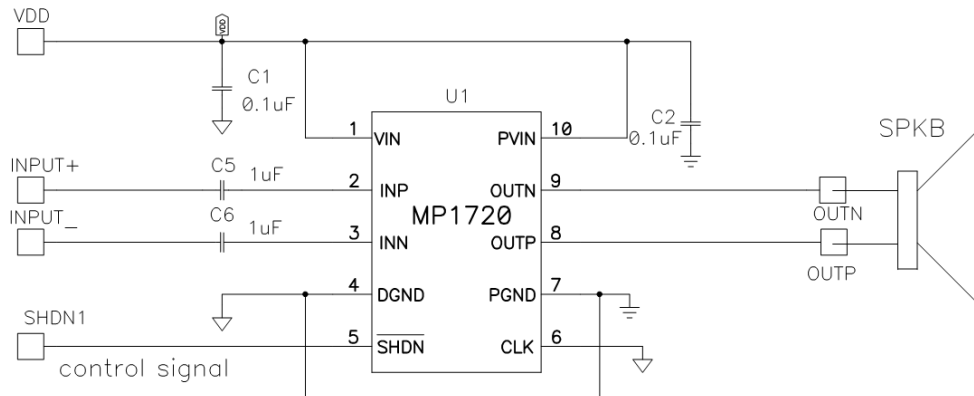 VDD
VDD
C1
0.1uF
U1
C2
0.1uF
SPKB
1 VIN PVIN 10
INPUT+
C5
1uF
2 INP OUTN 9
OUTN
MP1720
INPUT_
C6
1uF
3 INN OUTP 8
OUTP
4 DGND PGND 7
SHDN1
5 SHDN CLK 6
control signal